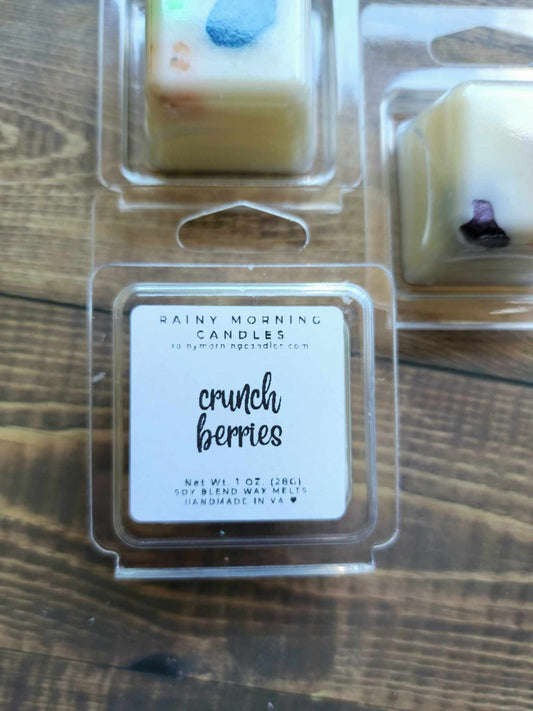 RAINY MORNING
CANDLES
rainymorningcandles.com
crunch
berries
Net Wt. 1 OZ. (28G)
SOY BLEND WAX MELTS
HANDMADE IN VA ♥